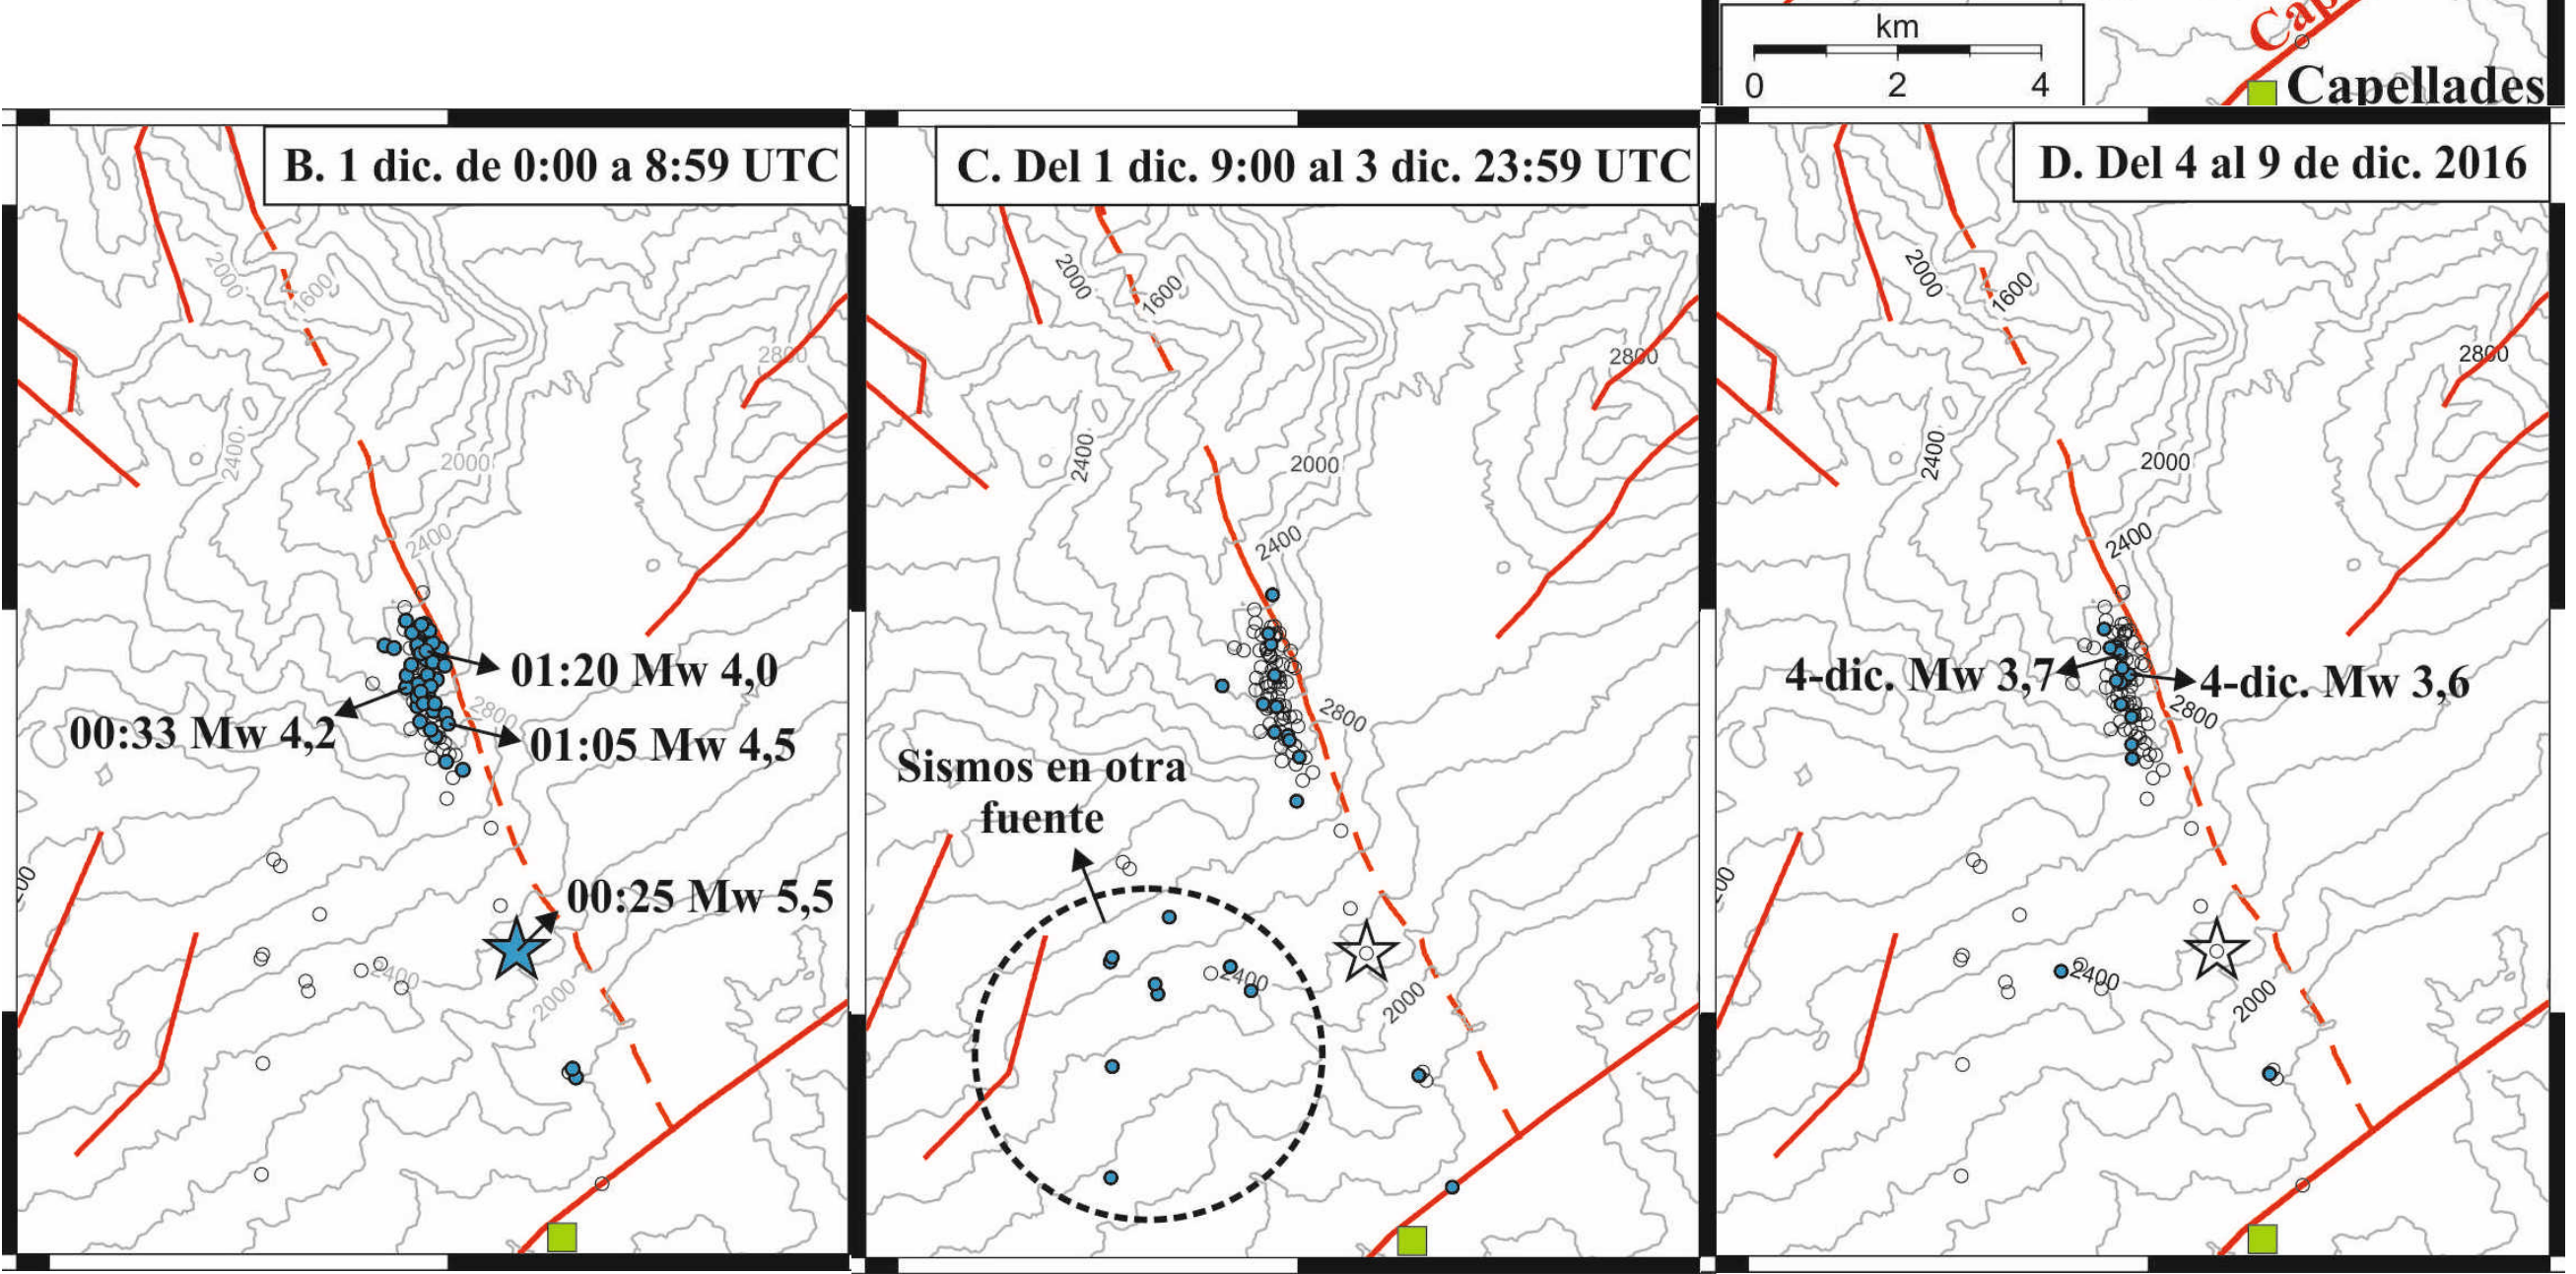 km
0 2 4
Cap
Capellades
B. 1 dic. de 0:00 a 8:59 UTC
2000
1600
2800
2400
2000
2400
01:20 Mw 4,0
00:33 Mw 4,2
2800
01:05 Mw 4,5
00:25 Mw 5,5
2400
2000
C. Del 1 dic. 9:00 al 3 dic. 23:59 UTC
2000
1600
2800
2400
2000
2400
2800
Sismos en otra
fuente
2400
2000
D. Del 4 al 9 de dic. 2016
2000
1600
2800
2400
2000
2400
4-dic. Mw 3,7
4-dic. Mw 3,6
2800
2400
2000